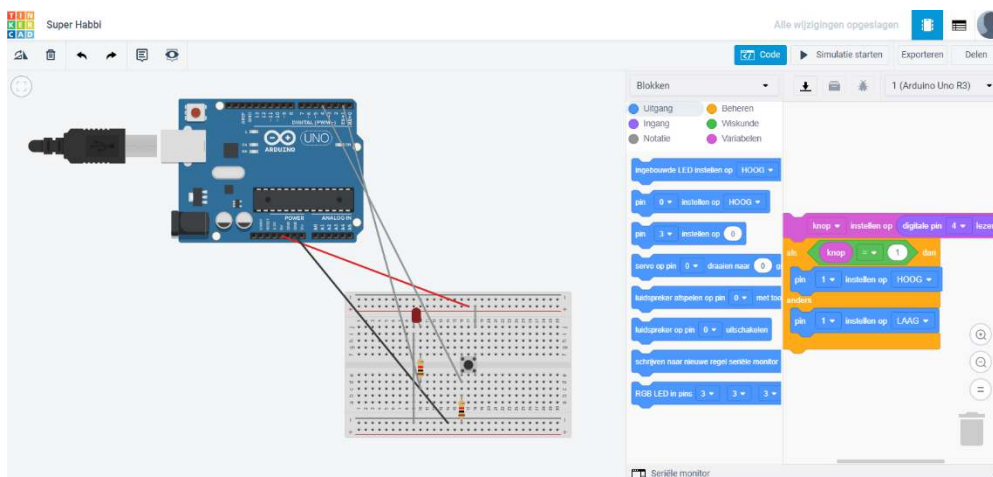 TIN
KER
CAD
Super Habbi
Alle wijzigingen opgeslagen
Code
Simulatie starten
Exporteren
Delen
Blokken
1 (Arduino Uno R3)
Uitgang
Beheren
Ingang
Wiskunde
Notatie
Variabelen
ingebouwde LED instellen op HOOG
pin 0 instellen op HOOG
pin 3 instellen op 0
servo op pin 0 draaien naar 0 g
luidspreker afspelen op pin 0 met too
luidspreker op pin 0 uitschakelen
schrijven naar nieuwe regel seriële monitor
RGB LED in pins 3 3 3
knop instellen op digitale pin 4 lezen
als knop = 1 dan
pin 1 instellen op HOOG
anders
pin 1 instellen op LAAG
DIGITAL (PWM~)
UNO
ARDUINO
POWER
ANALOG IN
Seriële monitor